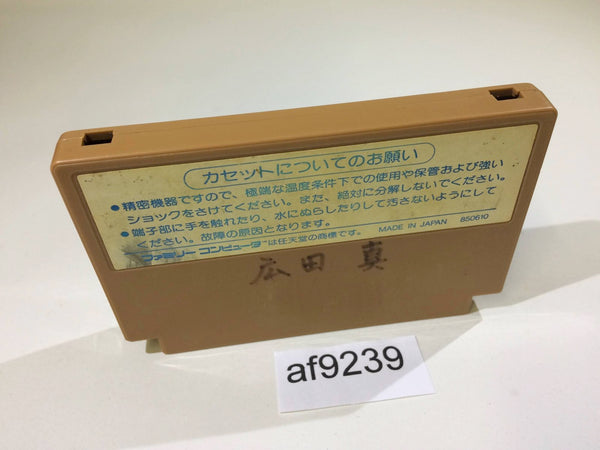 カセットについてのお願い
●精密機器ですので、極端な温度条件下での使用や保管および強い
ショックをさけてください。また、絶対に分解しないでください。
●端子部に手を触れたり、水にぬらしたりして汚さないようにして
ください。故障の原因となります。
ファミリーコンピュータ は任天堂の商標です。
MADE IN JAPAN 850610
広田 真
af9239